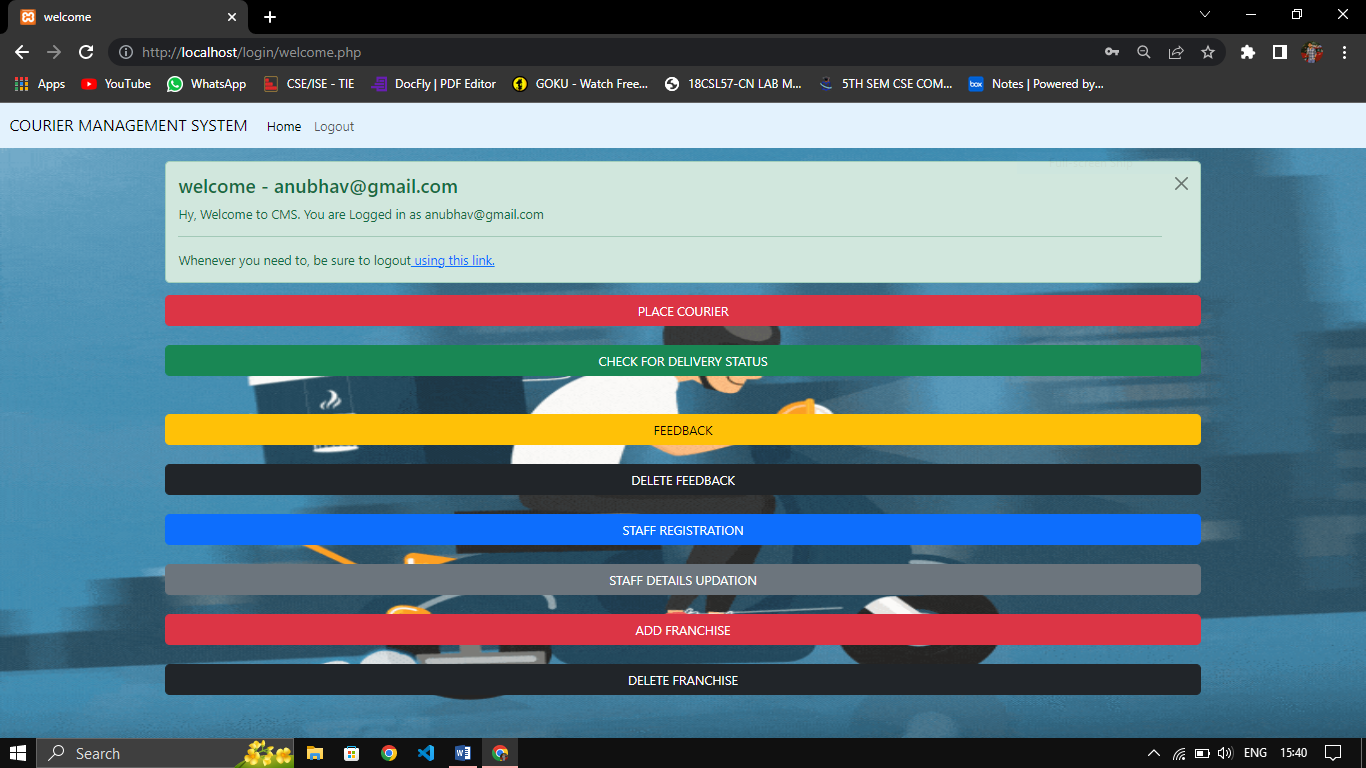 welcome
http://localhost/login/welcome.php
Apps YouTube WhatsApp CSE/ISE - TIE DocFly | PDF Editor GOKU - Watch Free... 18CSL57-CN LAB M... 5TH SEM CSE COM... box Notes | Powered by...
COURIER MANAGEMENT SYSTEM Home Logout
welcome - anubhav@gmail.com
Hy, Welcome to CMS. You are Logged in as anubhav@gmail.com
Whenever you need to, be sure to logout using this link.
PLACE COURIER
CHECK FOR DELIVERY STATUS
FEEDBACK
DELETE FEEDBACK
STAFF REGISTRATION
STAFF DETAILS UPDATION
ADD FRANCHISE
DELETE FRANCHISE
Search ENG 15:40